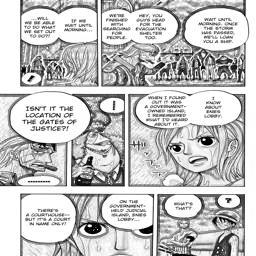 WAIT UNTIL
MORNING. ONCE
THE STORM
HAS PASSED,
WE'LL LOAN
YOU A SHIP.
HEY, YOU
GUYS HEAD
FOR THE
EVACUATION
SHELTER
TOO.
WE'RE
FINISHED
WITH
SEARCHING
FOR
PEOPLE.
IF WE
WAIT UNTIL
MORNING...
...WILL
WE BE ABLE
TO DO WHAT
WE SET OUT
TO DO?!
I KNOW
ABOUT
ENIES
LOBBY.
WHEN I
FOUND OUT IT
WAS A
GOVERNMENT-
OWNED ISLAND,
I REMEMBERED
WHAT I'D HEARD
ABOUT IT.
!
ISN'T IT THE
LOCATION OF
THE GATES OF
JUSTICE?!
?
WHAT'S
THAT?
ON THE
GOVERNMENT-
HELD JUDICIAL
ISLAND, ENIES
LOBBY...
THERE'S A
COURTHOUSE--
BUT IT'S A COURT
IN NAME ONLY!